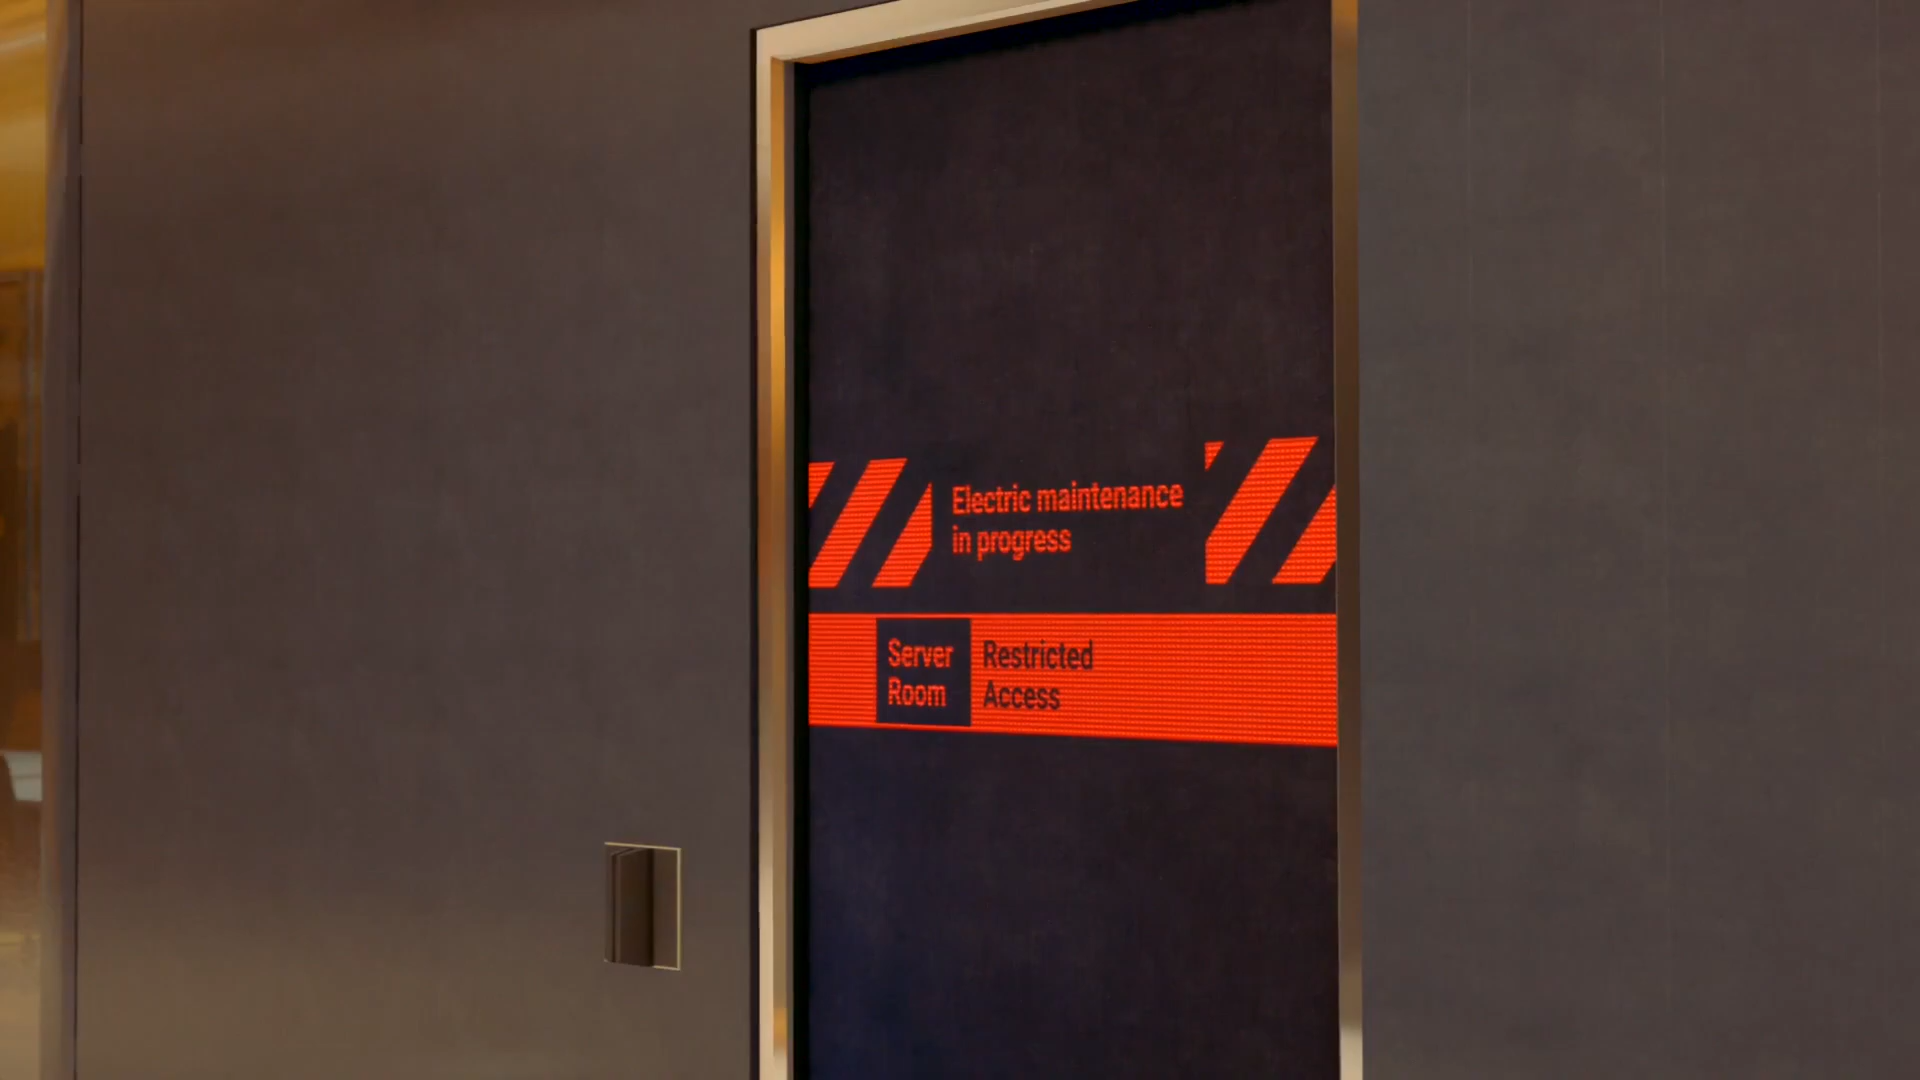 Electric maintenance
in progress
Server
Room
Restricted
Access